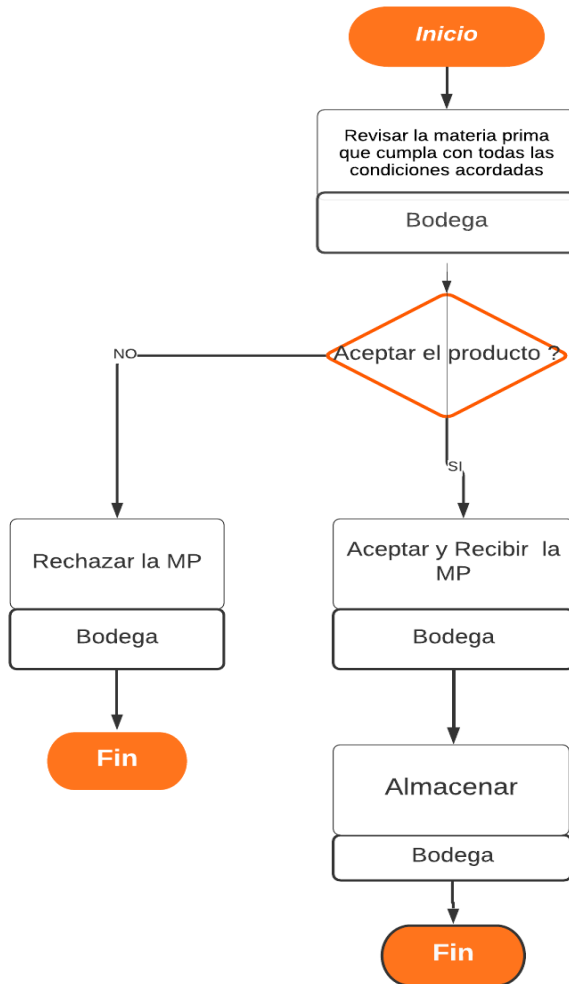 Inicio
Revisar la materia prima
que cumpla con todas las
condiciones acordadas
Bodega
Aceptar el producto ?
NO
SI
Rechazar la MP
Bodega
Fin
Aceptar y Recibir la
MP
Bodega
Almacenar
Bodega
Fin